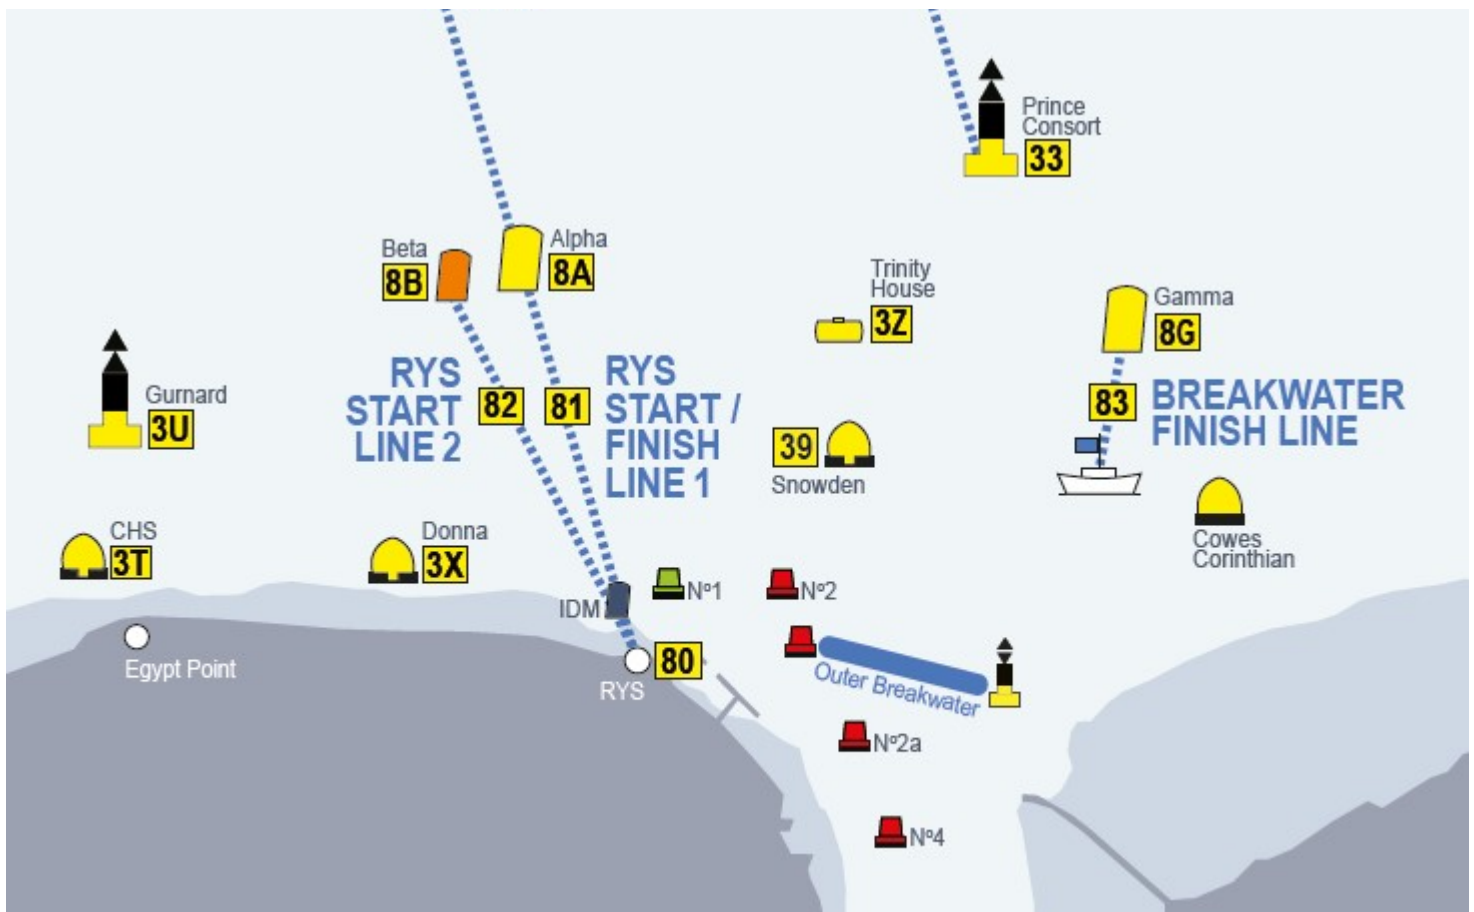 Prince
Consort
33
Beta
8B
Alpha
8A
Trinity
House
3Z
Gamma
8G
Gurnard
3U
RYS
START
LINE 2
82
81
RYS
START /
FINISH
LINE 1
83
BREAKWATER
FINISH LINE
39
Snowden
CHS
3T
Donna
3X
Cowes
Corinthian
IDM
Nº1
Nº2
Egypt Point
80
RYS
Outer Breakwater
Nº2a
Nº4